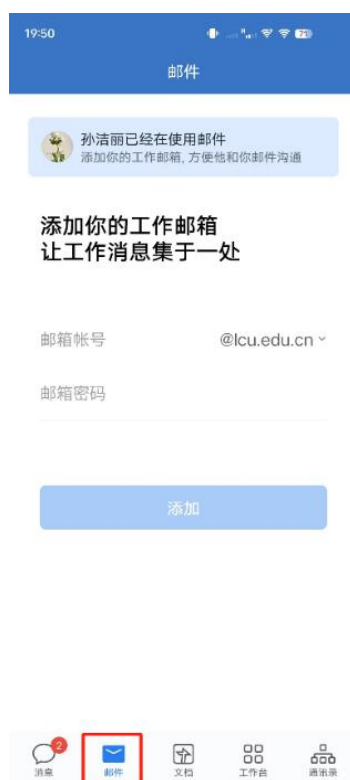 19:50
71
邮件
孙洁丽已经在使用邮件
添加你的工作邮箱, 方便他和你邮件沟通
添加你的工作邮箱
让工作消息集于一处
邮箱帐号 @lcu.edu.cn
邮箱密码
添加
2
消息 邮件 文档 工作台 通讯录